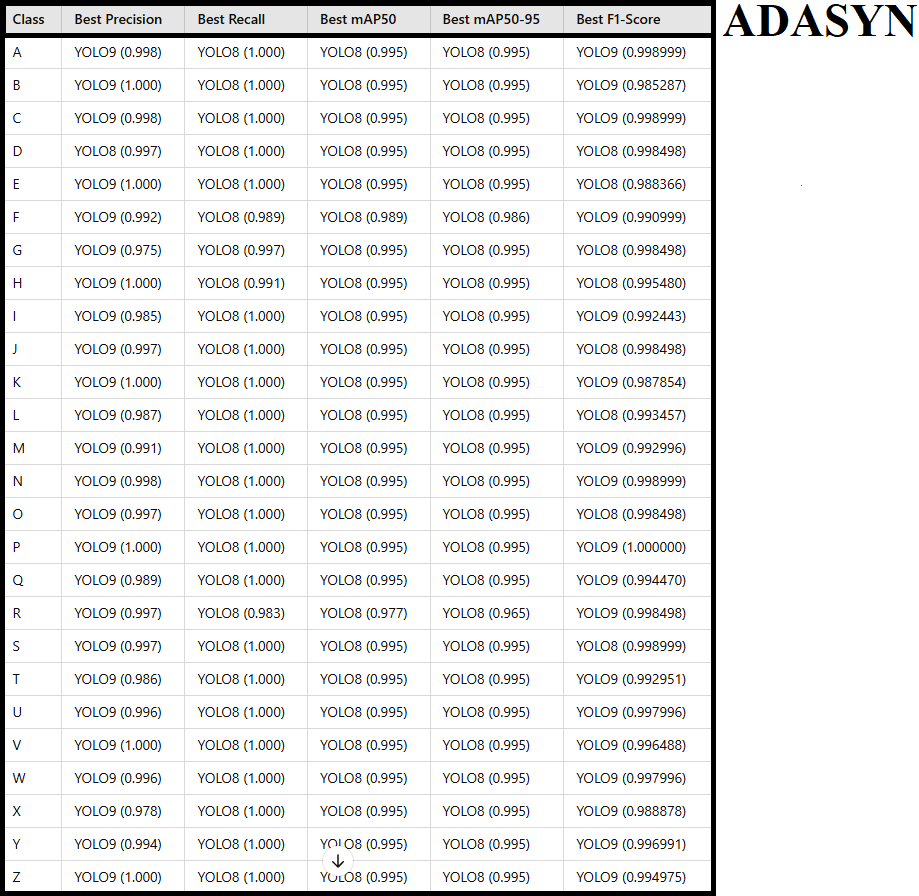 Class Best Precision Best Recall Best mAP50 Best mAP50-95 Best F1-Score
ADASYN
A YOLO9 (0.998) YOLO8 (1.000) YOLO8 (0.995) YOLO8 (0.995) YOLO9 (0.998999)
B YOLO9 (1.000) YOLO8 (1.000) YOLO8 (0.995) YOLO8 (0.995) YOLO9 (0.985287)
C YOLO9 (0.998) YOLO8 (1.000) YOLO8 (0.995) YOLO8 (0.995) YOLO9 (0.998999)
D YOLO8 (0.997) YOLO8 (1.000) YOLO8 (0.995) YOLO8 (0.995) YOLO8 (0.998498)
E YOLO9 (1.000) YOLO8 (1.000) YOLO8 (0.995) YOLO8 (0.995) YOLO8 (0.988366)
F YOLO9 (0.992) YOLO8 (0.989) YOLO8 (0.989) YOLO8 (0.986) YOLO9 (0.990999)
G YOLO9 (0.975) YOLO8 (0.997) YOLO8 (0.995) YOLO8 (0.995) YOLO8 (0.998498)
H YOLO9 (1.000) YOLO8 (0.991) YOLO8 (0.995) YOLO8 (0.995) YOLO8 (0.995480)
I YOLO9 (0.985) YOLO8 (1.000) YOLO8 (0.995) YOLO8 (0.995) YOLO9 (0.992443)
J YOLO9 (0.997) YOLO8 (1.000) YOLO8 (0.995) YOLO8 (0.995) YOLO8 (0.998498)
K YOLO9 (1.000) YOLO8 (1.000) YOLO8 (0.995) YOLO8 (0.995) YOLO9 (0.987854)
L YOLO9 (0.987) YOLO8 (1.000) YOLO8 (0.995) YOLO8 (0.995) YOLO8 (0.993457)
M YOLO9 (0.991) YOLO8 (1.000) YOLO8 (0.995) YOLO8 (0.995) YOLO9 (0.992996)
N YOLO9 (0.998) YOLO8 (1.000) YOLO8 (0.995) YOLO8 (0.995) YOLO9 (0.998999)
O YOLO9 (0.997) YOLO8 (1.000) YOLO8 (0.995) YOLO8 (0.995) YOLO8 (0.998498)
P YOLO9 (1.000) YOLO8 (1.000) YOLO8 (0.995) YOLO8 (0.995) YOLO9 (1.000000)
Q YOLO9 (0.989) YOLO8 (1.000) YOLO8 (0.995) YOLO8 (0.995) YOLO9 (0.994470)
R YOLO9 (0.997) YOLO8 (0.983) YOLO8 (0.977) YOLO8 (0.965) YOLO9 (0.998498)
S YOLO9 (0.997) YOLO8 (1.000) YOLO8 (0.995) YOLO8 (0.995) YOLO8 (0.998999)
T YOLO9 (0.986) YOLO8 (1.000) YOLO8 (0.995) YOLO8 (0.995) YOLO9 (0.992951)
U YOLO9 (0.996) YOLO8 (1.000) YOLO8 (0.995) YOLO8 (0.995) YOLO9 (0.997996)
V YOLO9 (1.000) YOLO8 (1.000) YOLO8 (0.995) YOLO8 (0.995) YOLO9 (0.996488)
W YOLO9 (0.996) YOLO8 (1.000) YOLO8 (0.995) YOLO8 (0.995) YOLO9 (0.997996)
X YOLO9 (0.978) YOLO8 (1.000) YOLO8 (0.995) YOLO8 (0.995) YOLO9 (0.988878)
Y YOLO9 (0.994) YOLO8 (1.000) YOLO8 (0.995) YOLO8 (0.995) YOLO9 (0.996991)
Z YOLO9 (1.000) YOLO8 (1.000) YOLO8 (0.995) YOLO8 (0.995) YOLO9 (0.994975)